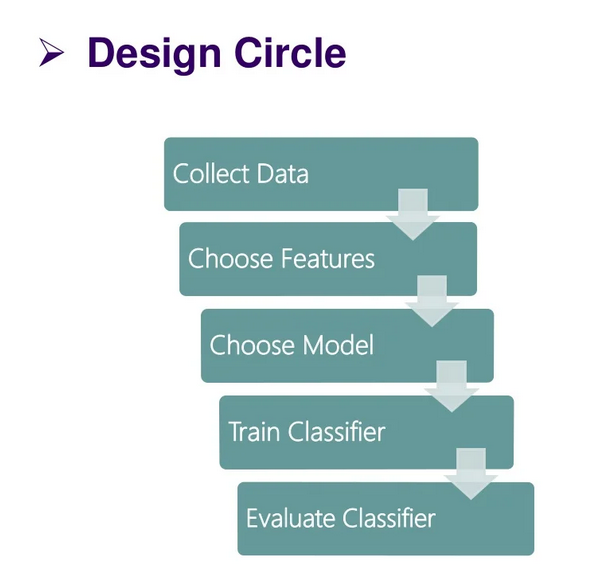 ➢ Design Circle
Collect Data
Choose Features
Choose Model
Train Classifier
Evaluate Classifier